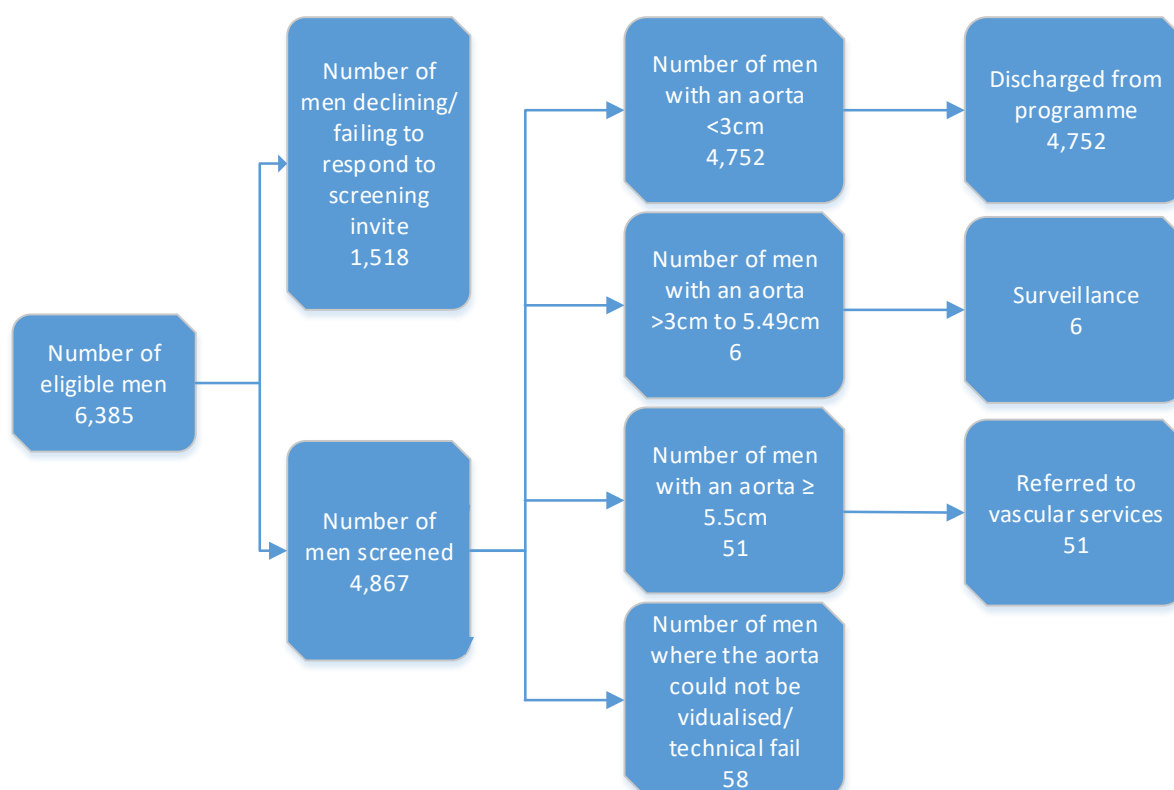 Number of
eligible men
6,385
Number of
men declining/
failing to
respond to
screening
invite
1,518
Number of
men screened
4,867
Number of men
with an aorta
<3cm
4,752
Number of men
with an aorta
>3cm to 5.49cm
6
Number of men
with an aorta ≥
5.5cm
51
Number of men
where the aorta
could not be
vidualised/
technical fail
58
Discharged from
programme
4,752
Surveillance
6
Referred to
vascular services
51